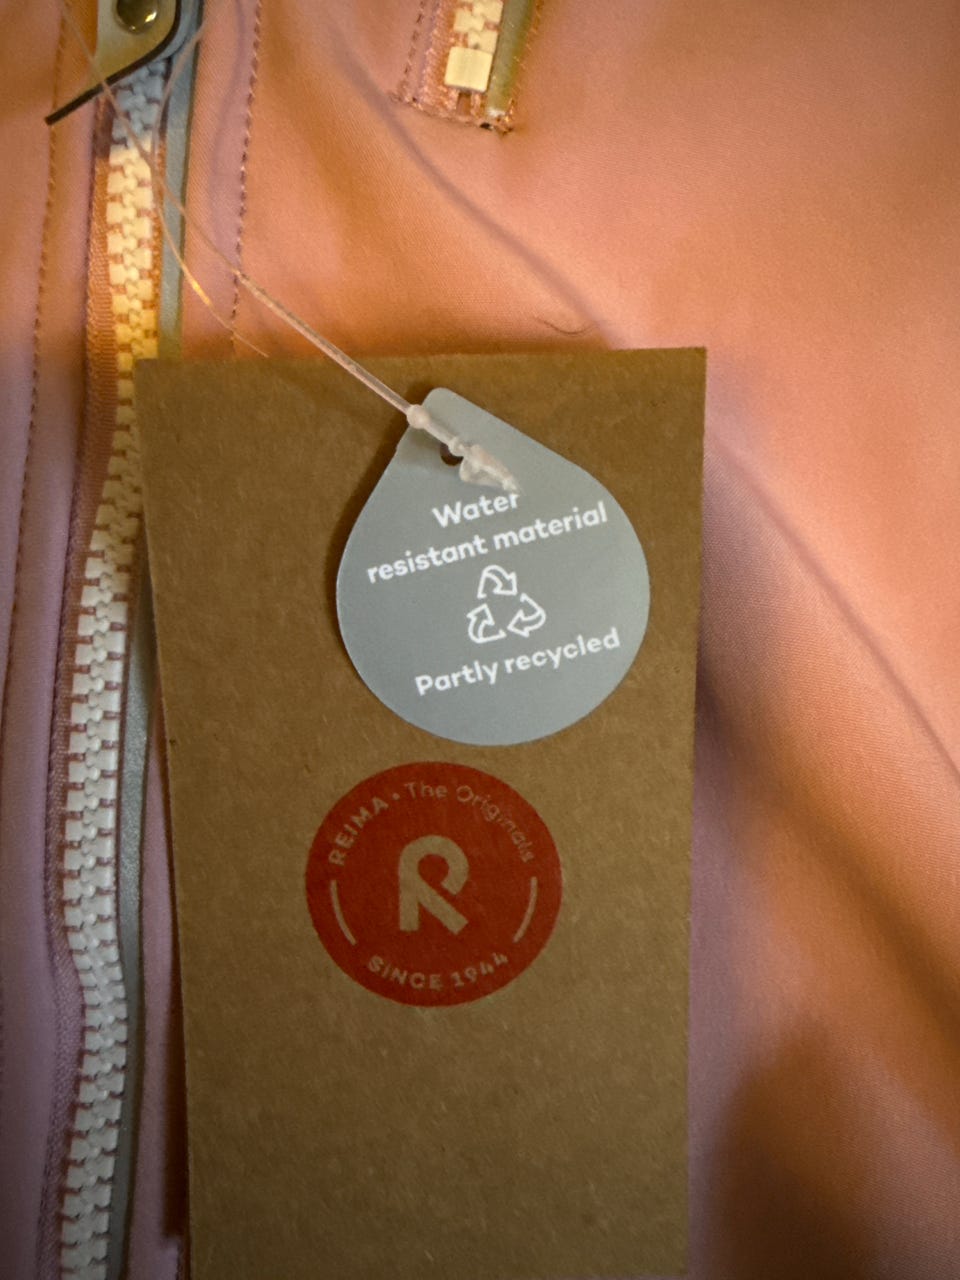 Water
resistant material
Partly recycled
REIMA • The Originals
R
SINCE 1944